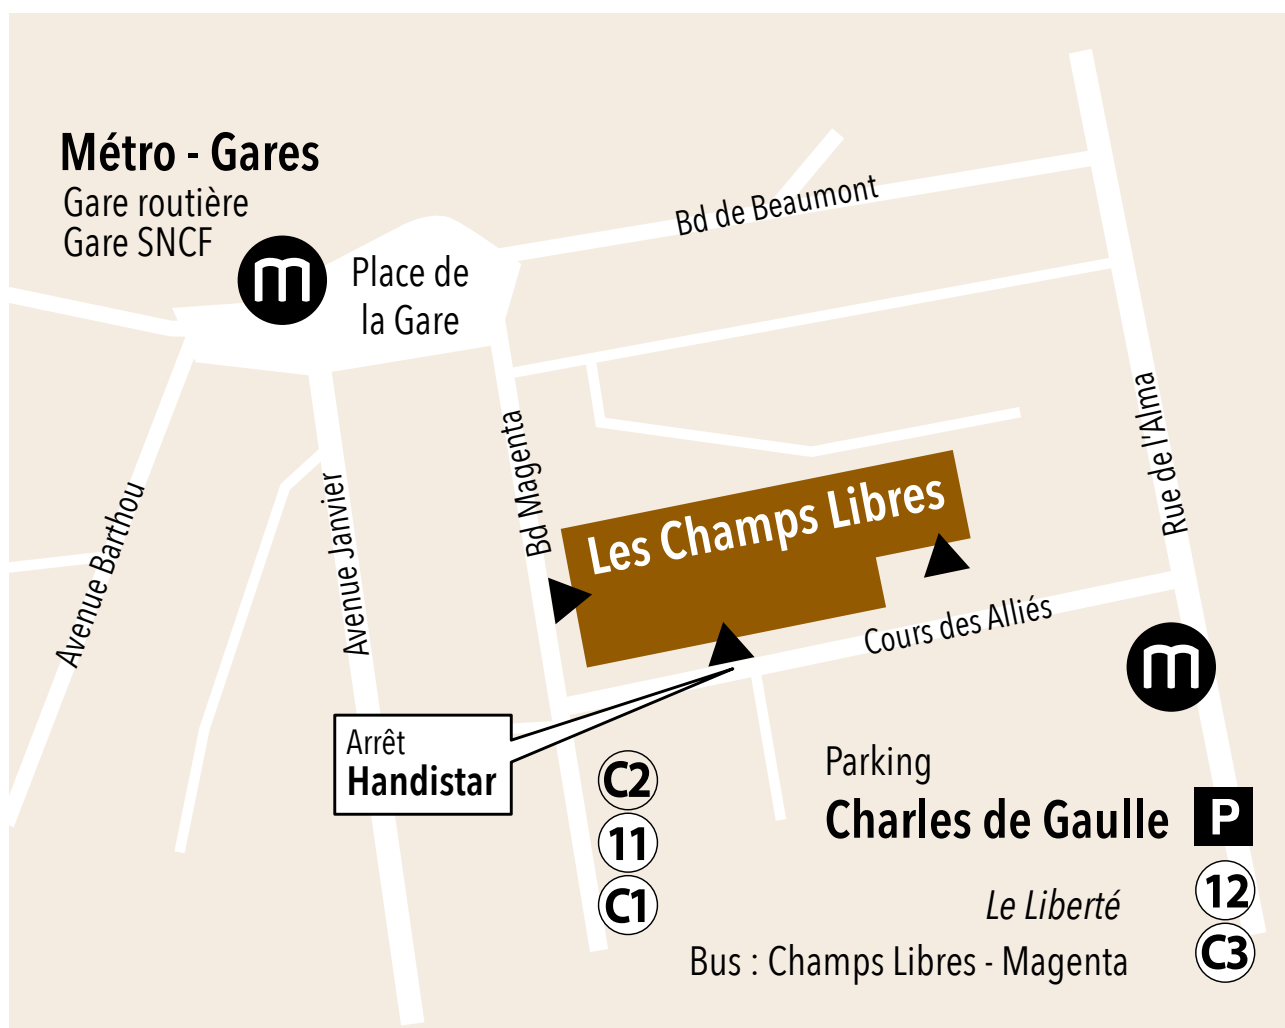 Métro - Gares
Gare routière
Gare SNCF
m
Place de
la Gare
Bd de Beaumont
Rue de l'Alma
Bd Magenta
Avenue Barthou
Avenue Janvier
Les Champs Libres
Cours des Alliés
m
Arrêt
Handistar
C2
11
C1
Parking
Charles de Gaulle
P
12
Le Liberté
Bus : Champs Libres - Magenta
C3